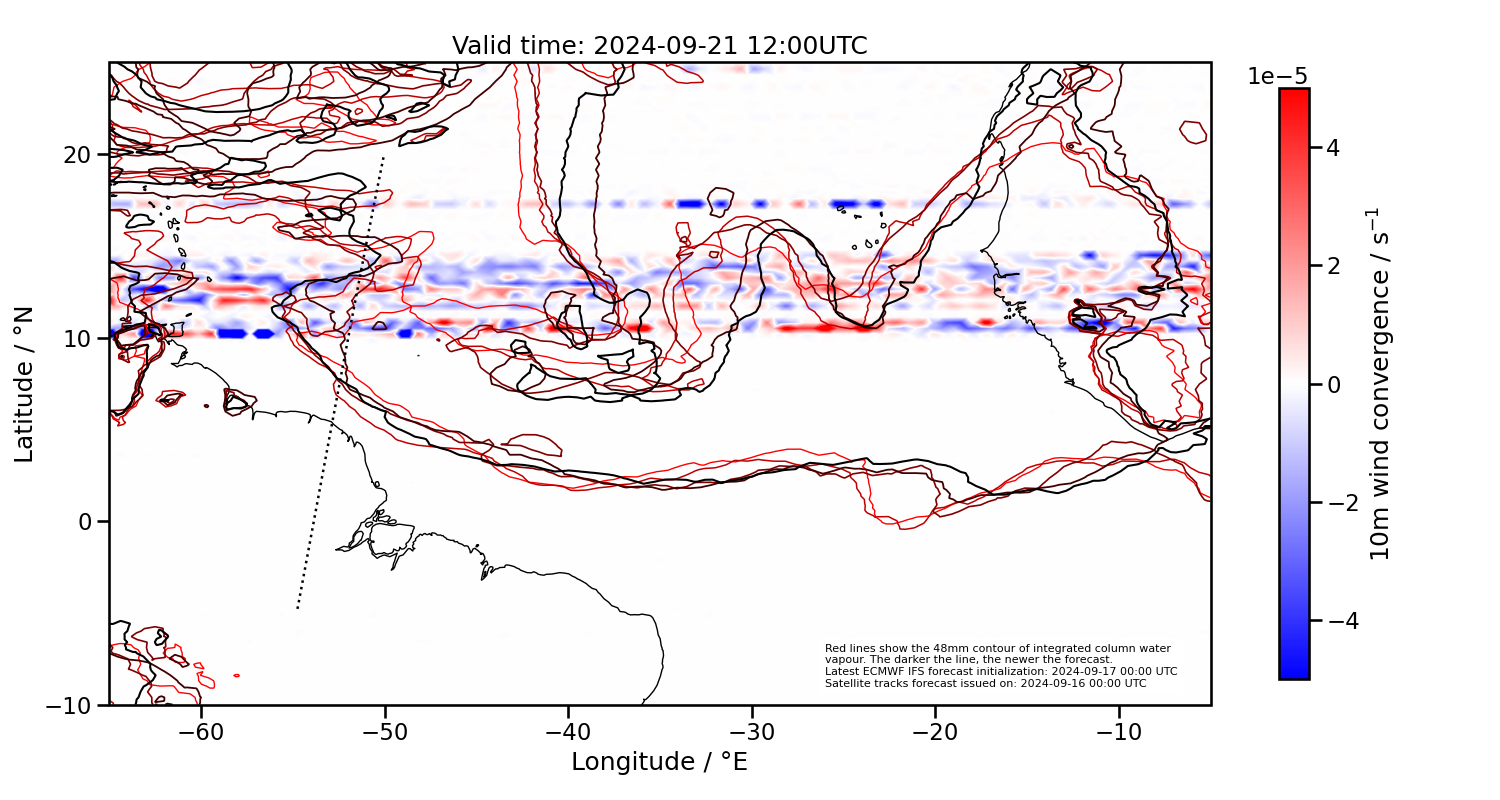 Valid time: 2024-09-21 12:00UTC
1e−5
20
10
0
−10
Latitude / °N
−60
−50
−40
−30
−20
−10
Longitude / °E
4
2
0
−2
−4
10m wind convergence / s⁻¹
Red lines show the 48mm contour of integrated column water
vapour. The darker the line, the newer the forecast.
Latest ECMWF IFS forecast initialization: 2024-09-17 00:00 UTC
Satellite tracks forecast issued on: 2024-09-16 00:00 UTC